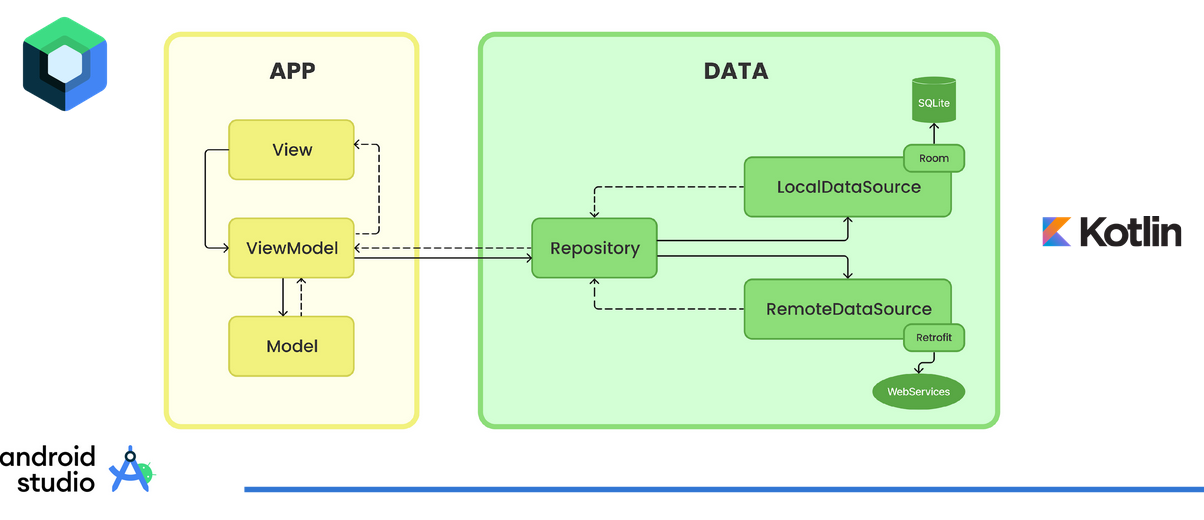 APP
View
ViewModel
Model
DATA
SQLite
Room
LocalDataSource
Repository
RemoteDataSource
Retrofit
WebServices
Kotlin
android
studio